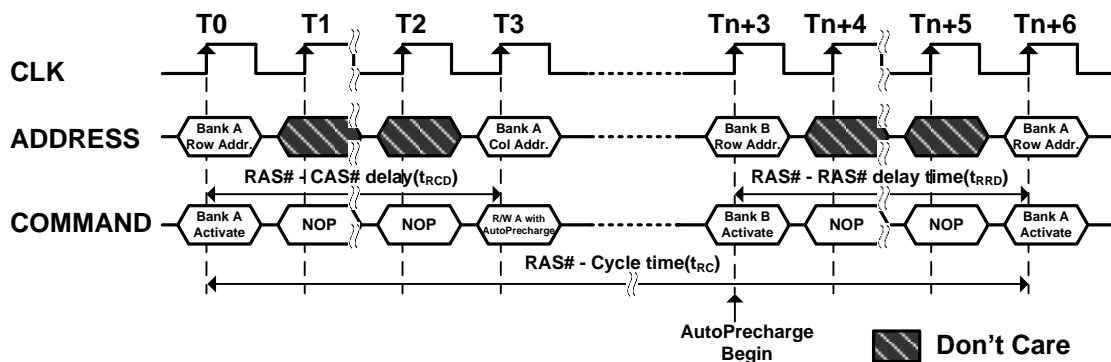 T0 T1 T2 T3 Tn+3 Tn+4 Tn+5 Tn+6
CLK
ADDRESS
Bank A
Row Addr.
Bank A
Col Addr.
Bank B
Row Addr.
Bank A
Row Addr.
RAS# - CAS# delay(tRCD)
RAS# - RAS# delay time(tRRD)
COMMAND
Bank A
Activate
NOP
NOP
R/W A with
AutoPrecharge
Bank B
Activate
NOP
NOP
Bank A
Activate
RAS# - Cycle time(tRC)
AutoPrecharge
Begin
Don't Care